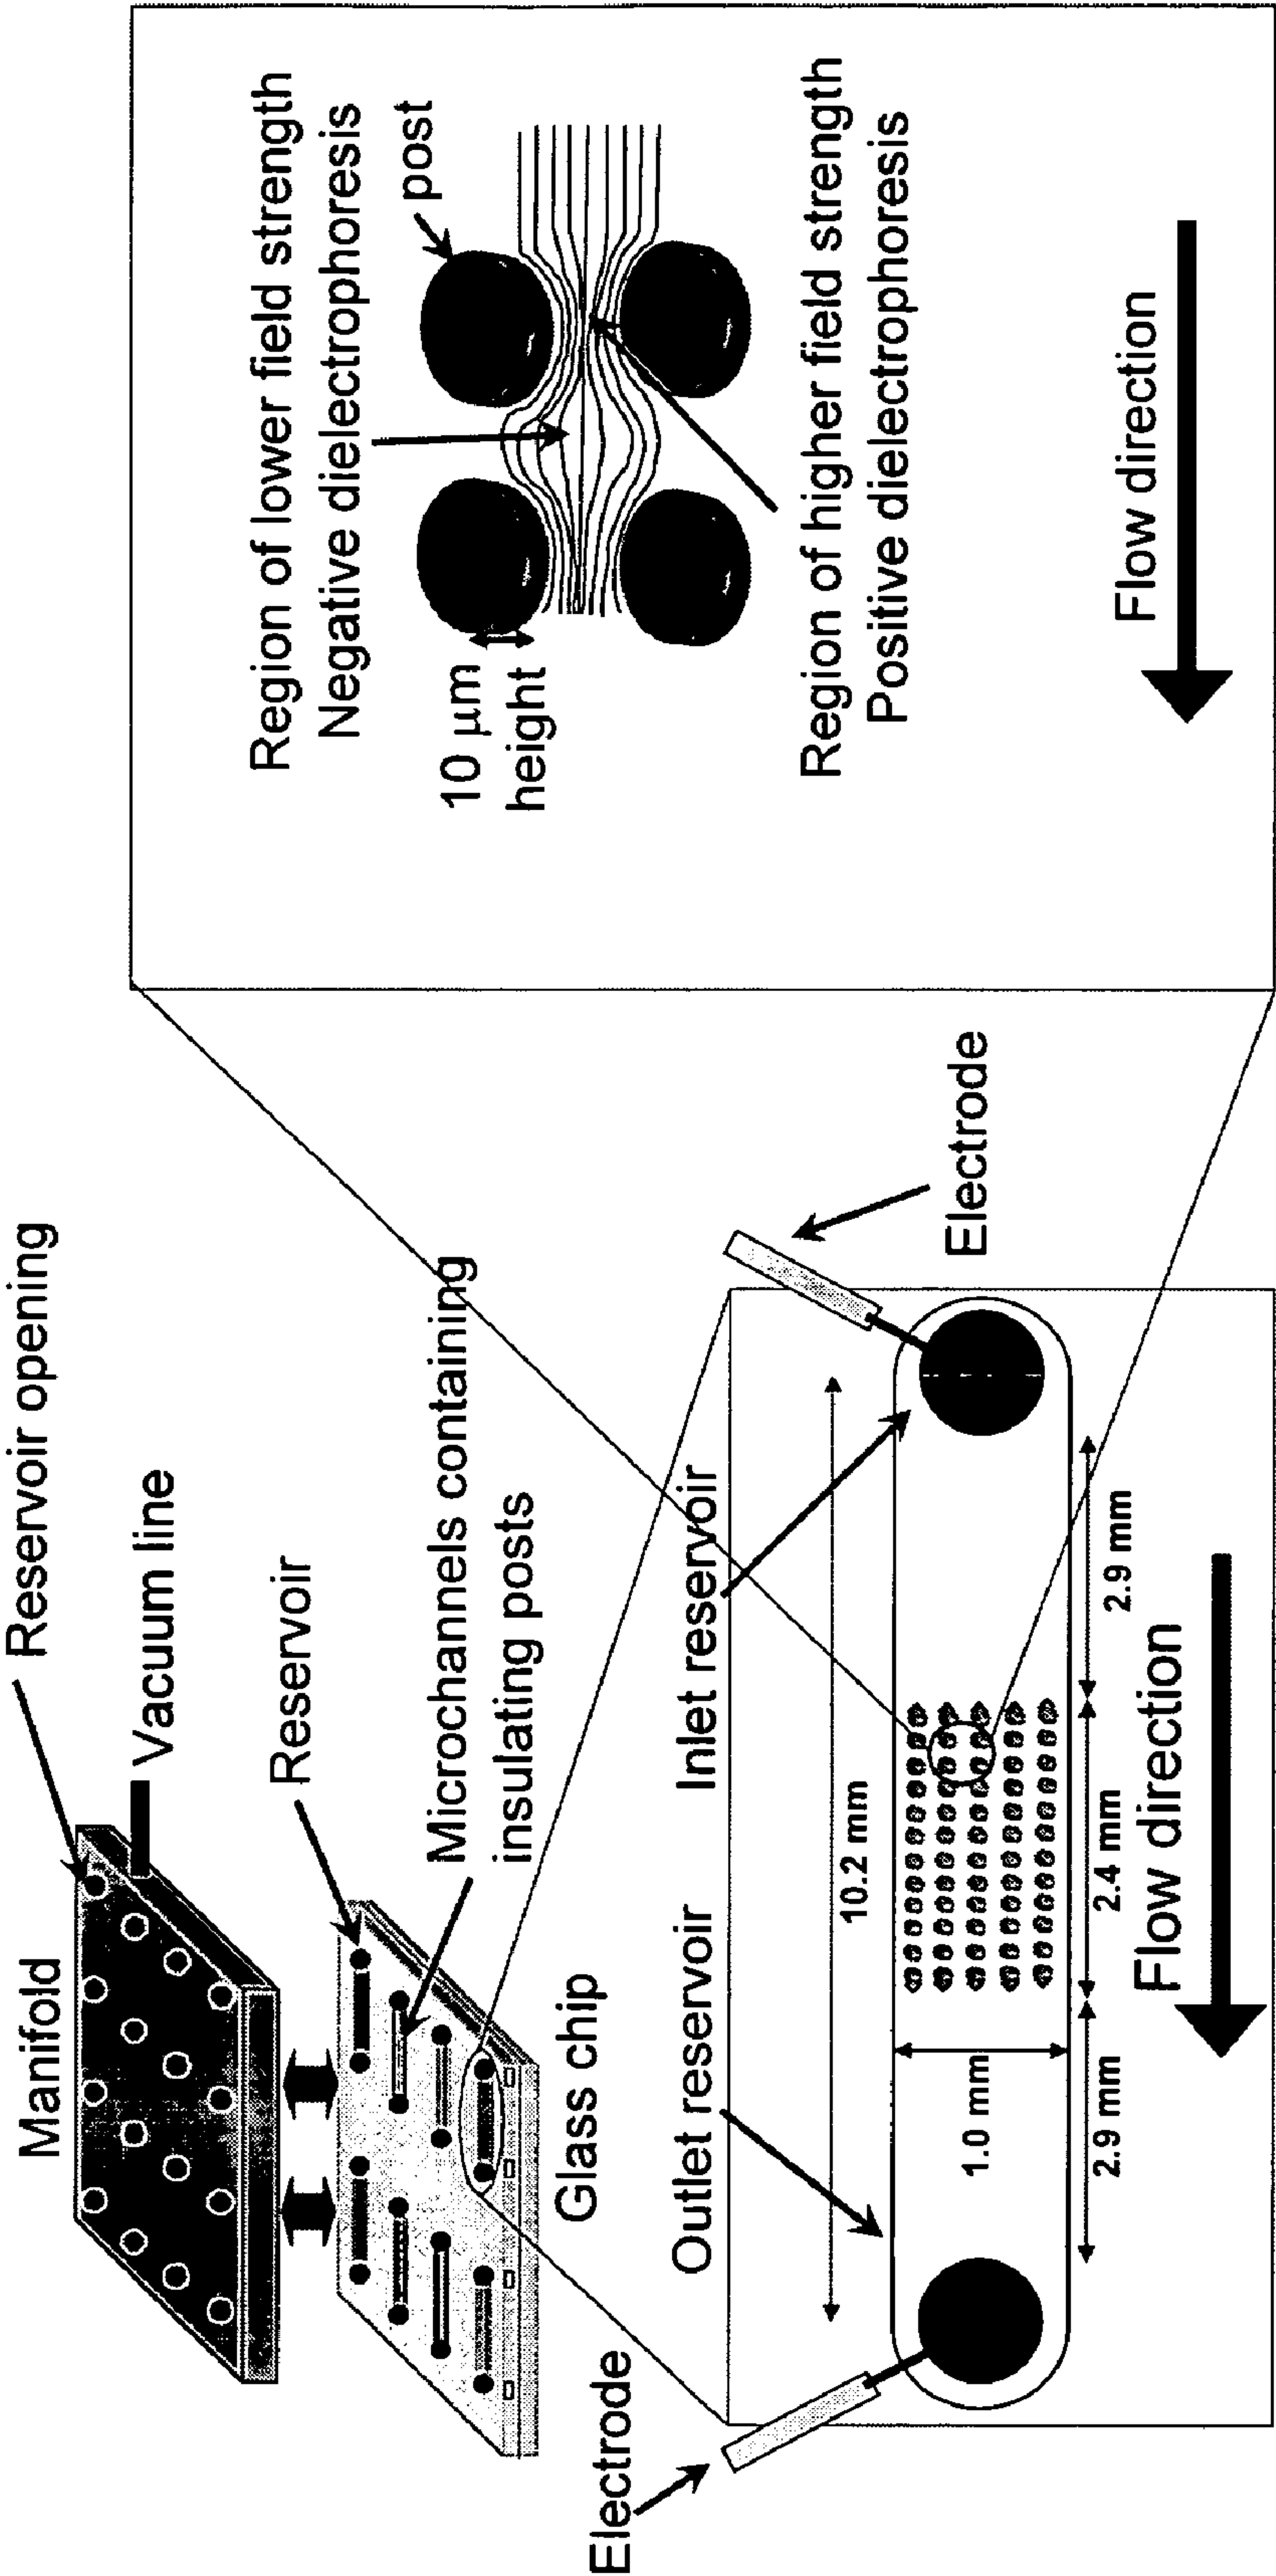 Manifold
Reservoir opening
Vacuum line
Reservoir
Microchannels containing
insulating posts
Glass chip
Electrode
Outlet reservoir
Inlet reservoir
Electrode
10.2 mm
1.0 mm
2.9 mm
2.4 mm
2.9 mm
Flow direction
Region of lower field strength
Negative dielectrophoresis
post
10 µm
height
Region of higher field strength
Positive dielectrophoresis
Flow direction